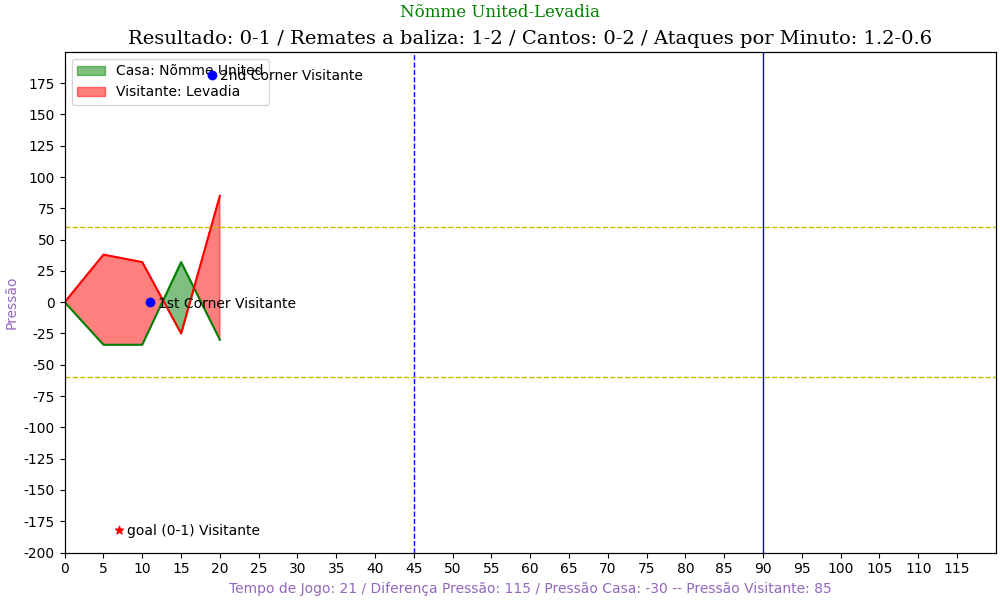 Nõmme United-Levadia
Resultado: 0-1 / Remates a baliza: 1-2 / Cantos: 0-2 / Ataques por Minuto: 1.2-0.6
Casa: Nõmme United
Visitante: Levadia
2nd Corner Visitante
1st Corner Visitante
goal (0-1) Visitante
Pressão
175
150
125
100
75
50
25
0
-25
-50
-75
-100
-125
-150
-175
-200
0 5 10 15 20 25 30 35 40 45 50 55 60 65 70 75 80 85 90 95 100 105 110 115
Tempo de Jogo: 21 / Diferença Pressão: 115 / Pressão Casa: -30 -- Pressão Visitante: 85